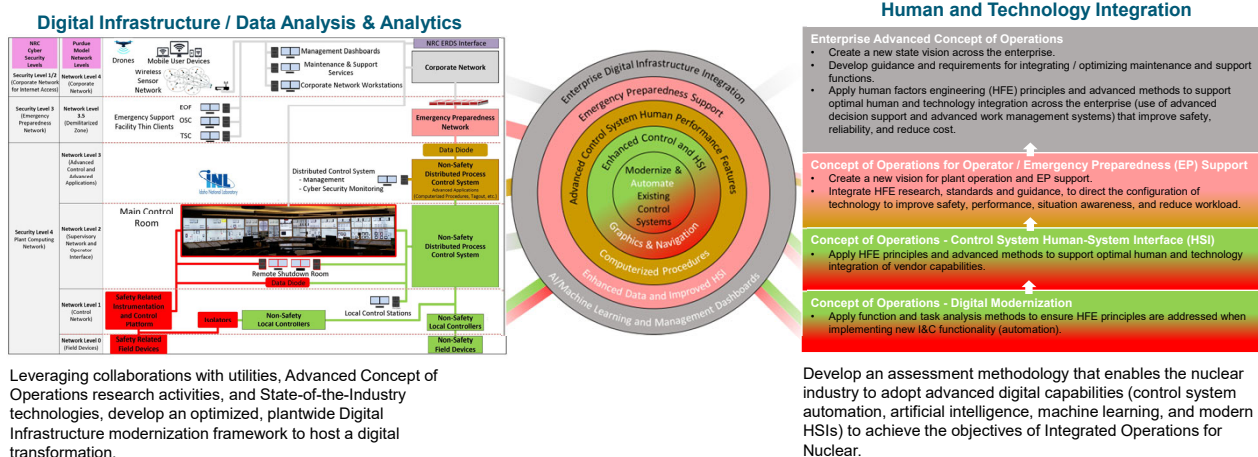 Digital Infrastructure / Data Analysis & Analytics
NRC
Cyber
Security
Levels
Purdue
Model
Network
Levels
Security Level 1/2
(Corporate Network
for Internet Access)
Network Level 4
(Corporate
Network)
Security Level 3
(Emergency
Preparedness
Network)
Network Level
3.5
(Demilitarized
Zone)
Network Level 3
(Advanced
Control and
Advanced
Applications)
Security Level 4
Plant Computing
Network)
Network Level 2
(Supervisory
Network and
Operator
Interface)
Network Level 1
(Control
Network)
Network Level 0
(Field Devices)
Drones
Mobile User Devices
Wireless
Sensor
Network
Management Dashboards
Maintenance & Support
Services
Corporate Network Workstations
NRC ERDS Interface
Corporate Network
Emergency Support
Facility Thin Clients
EOF
OSC
TSC
Emergency Preparedness
Network
Data Diode
INL
Idaho National Laboratory
Distributed Control System
- Management
- Cyber Security Monitoring
Non-Safety
Distributed Process
Control System
Advanced Applications
(Computerized Procedures, Tagout, etc.)
Main Control
Room
Non-Safety
Distributed Process
Control System
Remote Shutdown Room
Data Diode
Local Control Stations
Safety Related
Instrumentation
and Control
Platform
Isolators
Non-Safety
Local Controllers
Non-Safety
Local Controllers
Safety Related
Field Devices
Non-Safety
Field Devices
Leveraging collaborations with utilities, Advanced Concept of
Operations research activities, and State-of-the-Industry
technologies, develop an optimized, plantwide Digital
Infrastructure modernization framework to host a digital
transformation.
Enterprise Digital Infrastructure Integration
Emergency Preparedness Support
Advanced Control System Human Performance Features
Enhanced Control and HSI
Modernize &
Automate
Existing
Control
Systems
Graphics & Navigation
Computerized Procedures
Enhanced Data and Improved HSI
AI/Machine Learning and Management Dashboards
Human and Technology Integration
Enterprise Advanced Concept of Operations
• Create a new state vision across the enterprise.
• Develop guidance and requirements for integrating / optimizing maintenance and support
functions.
• Apply human factors engineering (HFE) principles and advanced methods to support
optimal human and technology integration across the enterprise (use of advanced
decision support and advanced work management systems) that improve safety,
reliability, and reduce cost.
Concept of Operations for Operator / Emergency Preparedness (EP) Support
• Create a new vision for plant operation and EP support.
• Integrate HFE research, standards and guidance, to direct the configuration of
technology to improve safety, performance, situation awareness, and reduce workload.
Concept of Operations - Control System Human-System Interface (HSI)
• Apply HFE principles and advanced methods to support optimal human and technology
integration of vendor capabilities.
Concept of Operations - Digital Modernization
• Apply function and task analysis methods to ensure HFE principles are addressed when
implementing new I&C functionality (automation).
Develop an assessment methodology that enables the nuclear
industry to adopt advanced digital capabilities (control system
automation, artificial intelligence, machine learning, and modern
HSIs) to achieve the objectives of Integrated Operations for
Nuclear.